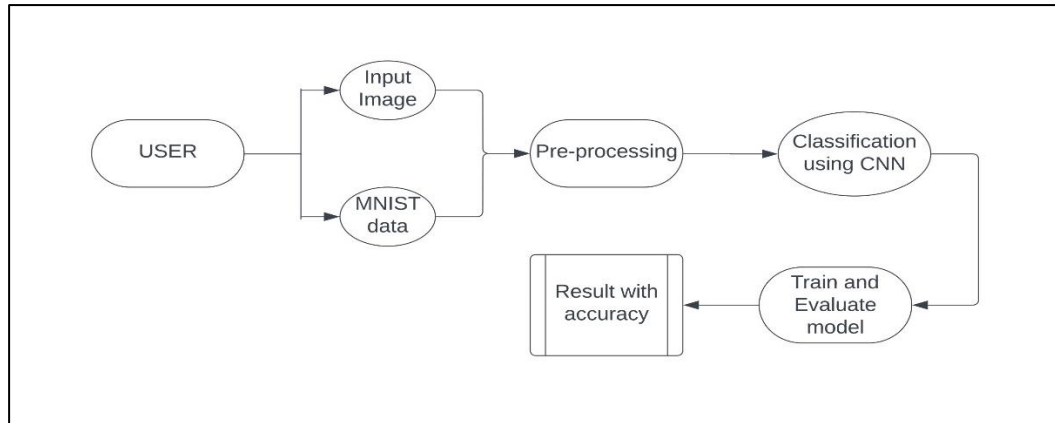 USER
Input
Image
MNIST
data
Pre-processing
Classification
using CNN
Train and
Evaluate
model
Result with
accuracy